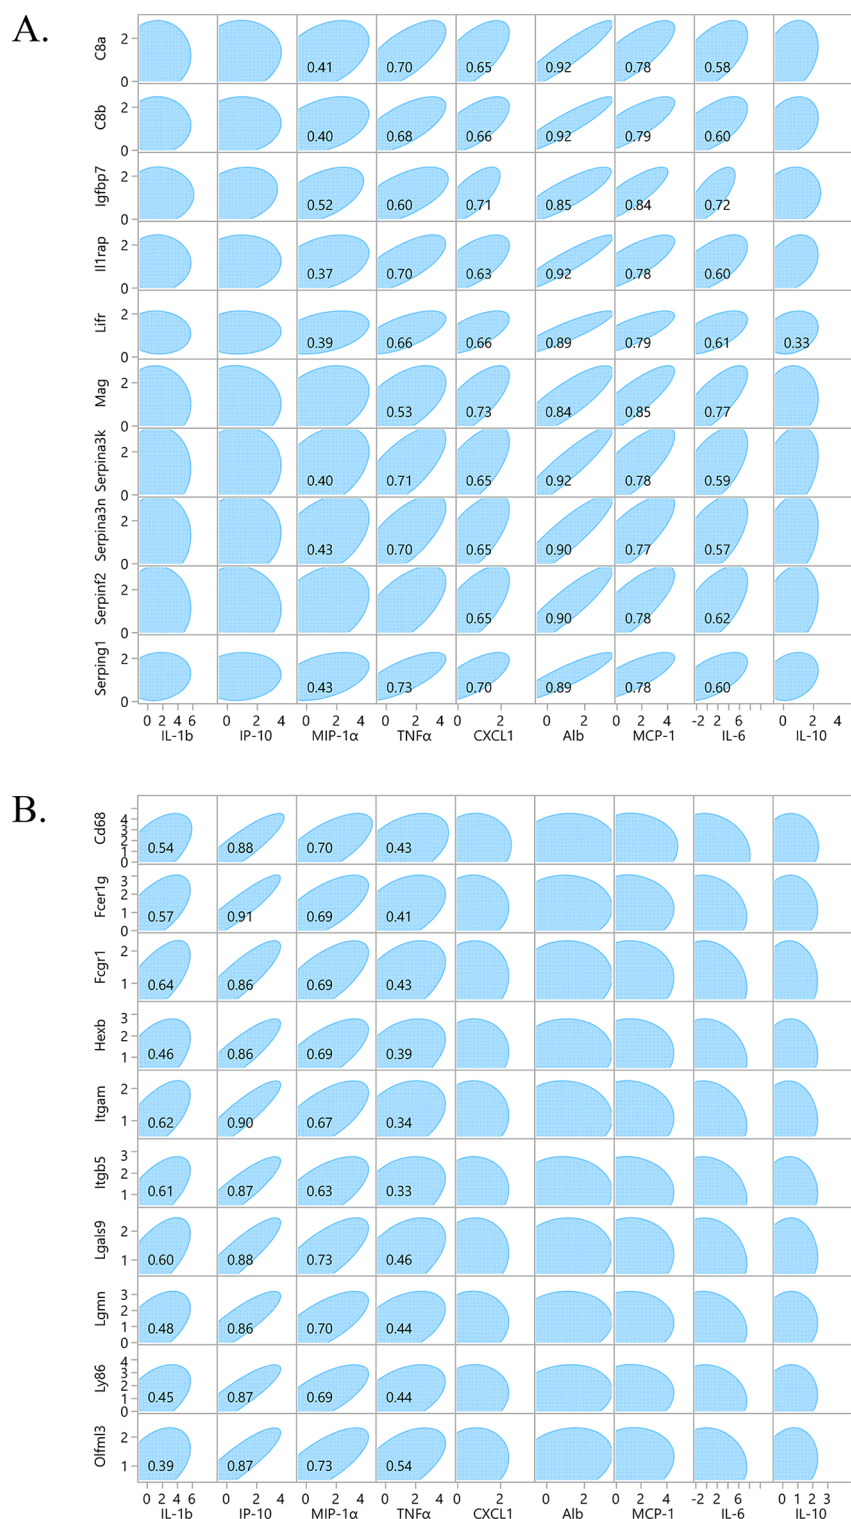 A.
C8a 2 0 0.41 0.70 0.65 0.92 0.78 0.58
C8b 2 0 0.40 0.68 0.66 0.92 0.79 0.60
Igfbp7 2 0 0.52 0.60 0.71 0.85 0.84 0.72
Il1rap 2 0 0.37 0.70 0.63 0.92 0.78 0.60
Lifr 2 0 0.39 0.66 0.66 0.89 0.79 0.61 0.33
Mag 2 0 0.53 0.73 0.84 0.85 0.77
Serpina3k 2 0 0.40 0.71 0.65 0.92 0.78 0.59
Serpina3n 2 0 0.43 0.70 0.65 0.90 0.77 0.57
Serpinf2 2 0 0.65 0.90 0.78 0.62
Serping1 2 0 0.43 0.73 0.70 0.89 0.78 0.60
0 2 4 6 0 2 4 0 2 4 0 2 4 0 2 0 2 0 2 4 -2 2 6 0 2 4
IL-1b IP-10 MIP-1α TNFα CXCL1 Alb MCP-1 IL-6 IL-10
B.
Cd68 4 3 2 1 0 0.54 0.88 0.70 0.43
Fcer1g 3 2 1 0 0.57 0.91 0.69 0.41
Fcgr1 2 1 0.64 0.86 0.69 0.43
Hexb 3 2 1 0.46 0.86 0.69 0.39
Itgam 2 1 0.62 0.90 0.67 0.34
Itgb5 3 2 1 0.61 0.87 0.63 0.33
Lgals9 2 1 0.60 0.88 0.73 0.46
Lgmn 3 2 1 0 0.48 0.86 0.70 0.44
Ly86 4 3 2 1 0 0.45 0.87 0.69 0.44
Olfml3 2 1 0.39 0.87 0.73 0.54
0 2 4 6 0 2 4 0 2 4 0 2 4 0 2 0 2 0 2 4 -2 2 6 0 1 2 3
IL-1b IP-10 MIP-1α TNFα CXCL1 Alb MCP-1 IL-6 IL-10